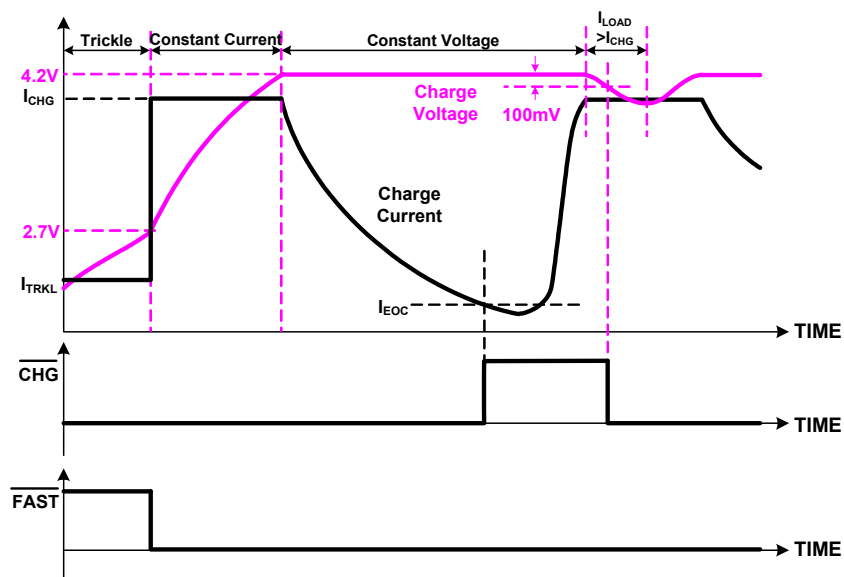 Trickle
Constant Current
Constant Voltage
I_LOAD
>I_CHG
4.2V
I_CHG
Charge
Voltage
100mV
Charge
Current
2.7V
I_TRKL
I_EOC
TIME
CHG
TIME
FAST
TIME